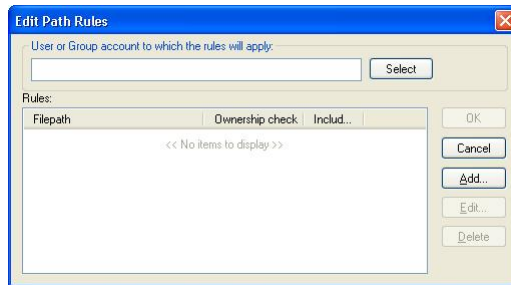 Edit Path Rules
User or Group account to which the rules will apply:
Select
Rules:
Filepath Ownership check Includ...
<< No items to display >>
OK
Cancel
Add...
Edit...
Delete